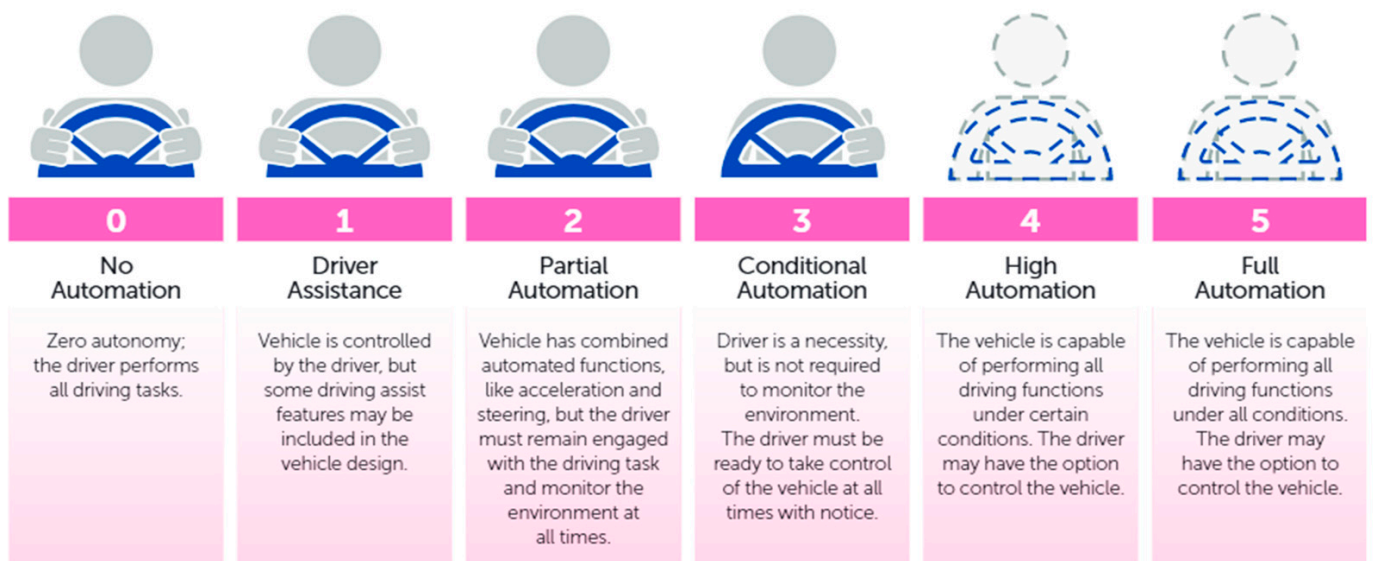 0
No
Automation
Zero autonomy;
the driver performs
all driving tasks.
1
Driver
Assistance
Vehicle is controlled
by the driver, but
some driving assist
features may be
included in the
vehicle design.
2
Partial
Automation
Vehicle has combined
automated functions,
like acceleration and
steering, but the driver
must remain engaged
with the driving task
and monitor the
environment at
all times.
3
Conditional
Automation
Driver is a necessity,
but is not required
to monitor the
environment.
The driver must be
ready to take control
of the vehicle at all
times with notice.
4
High
Automation
The vehicle is capable
of performing all
driving functions
under certain
conditions. The driver
may have the option
to control the vehicle.
5
Full
Automation
The vehicle is capable
of performing all
driving functions
under all conditions.
The driver may
have the option to
control the vehicle.